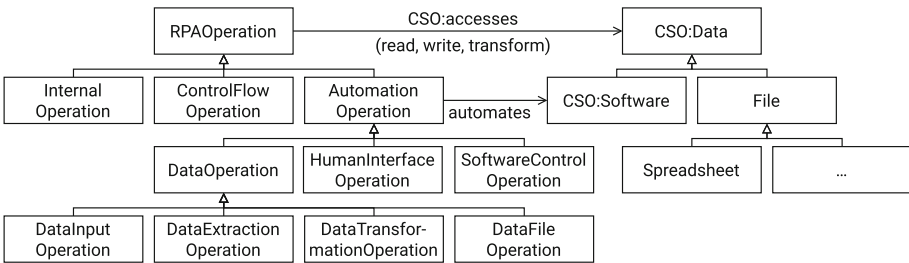 RPAOperation
CSO:accesses
(read, write, transform)
CSO:Data
Internal
Operation
ControlFlow
Operation
Automation
Operation
automates
CSO:Software
File
DataOperation
HumanInterface
Operation
SoftwareControl
Operation
Spreadsheet
...
DataInput
Operation
DataExtraction
Operation
DataTransfor-
mationOperation
DataFile
Operation